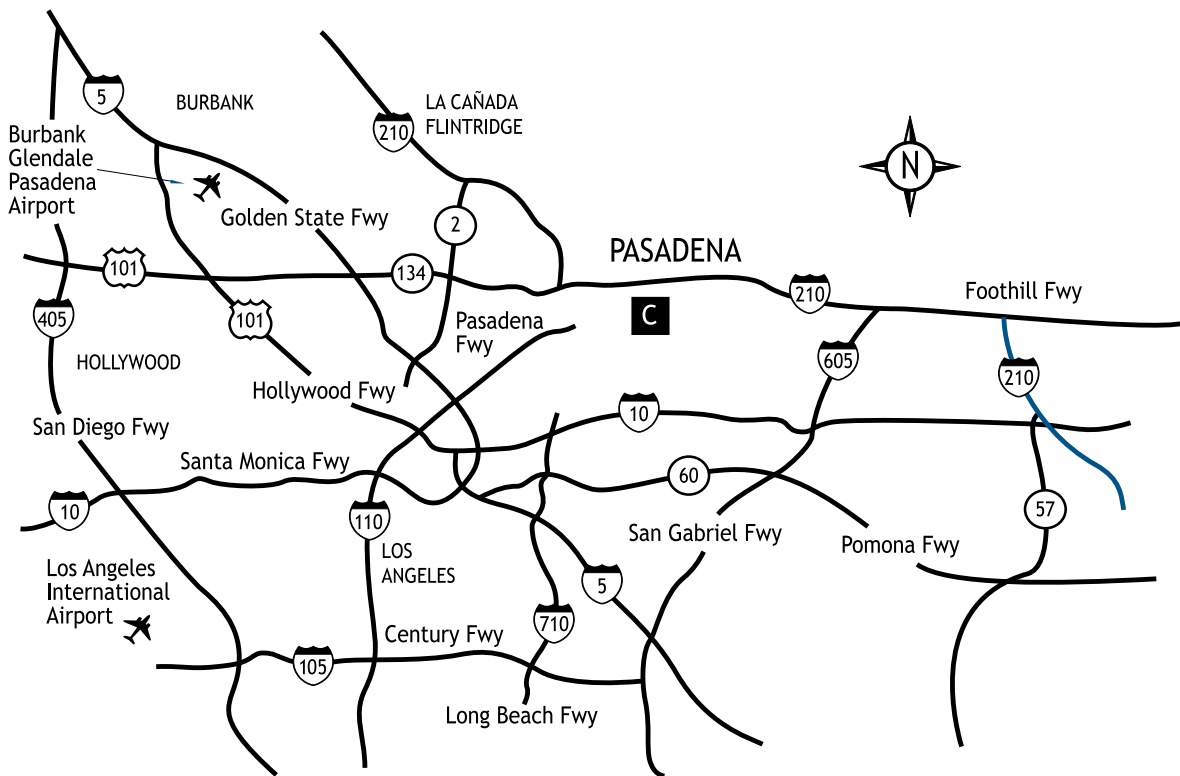 5
BURBANK
LA CAÑADA
FLINTRIDGE
210
Burbank
Glendale
Pasadena
Airport
N
Golden State Fwy
2
PASADENA
101
134
210
Foothill Fwy
405
101
Pasadena
Fwy
C
HOLLYWOOD
605
210
Hollywood Fwy
10
San Diego Fwy
Santa Monica Fwy
60
10
110
57
San Gabriel Fwy
Pomona Fwy
LOS
ANGELES
Los Angeles
International
Airport
5
710
Century Fwy
105
Long Beach Fwy